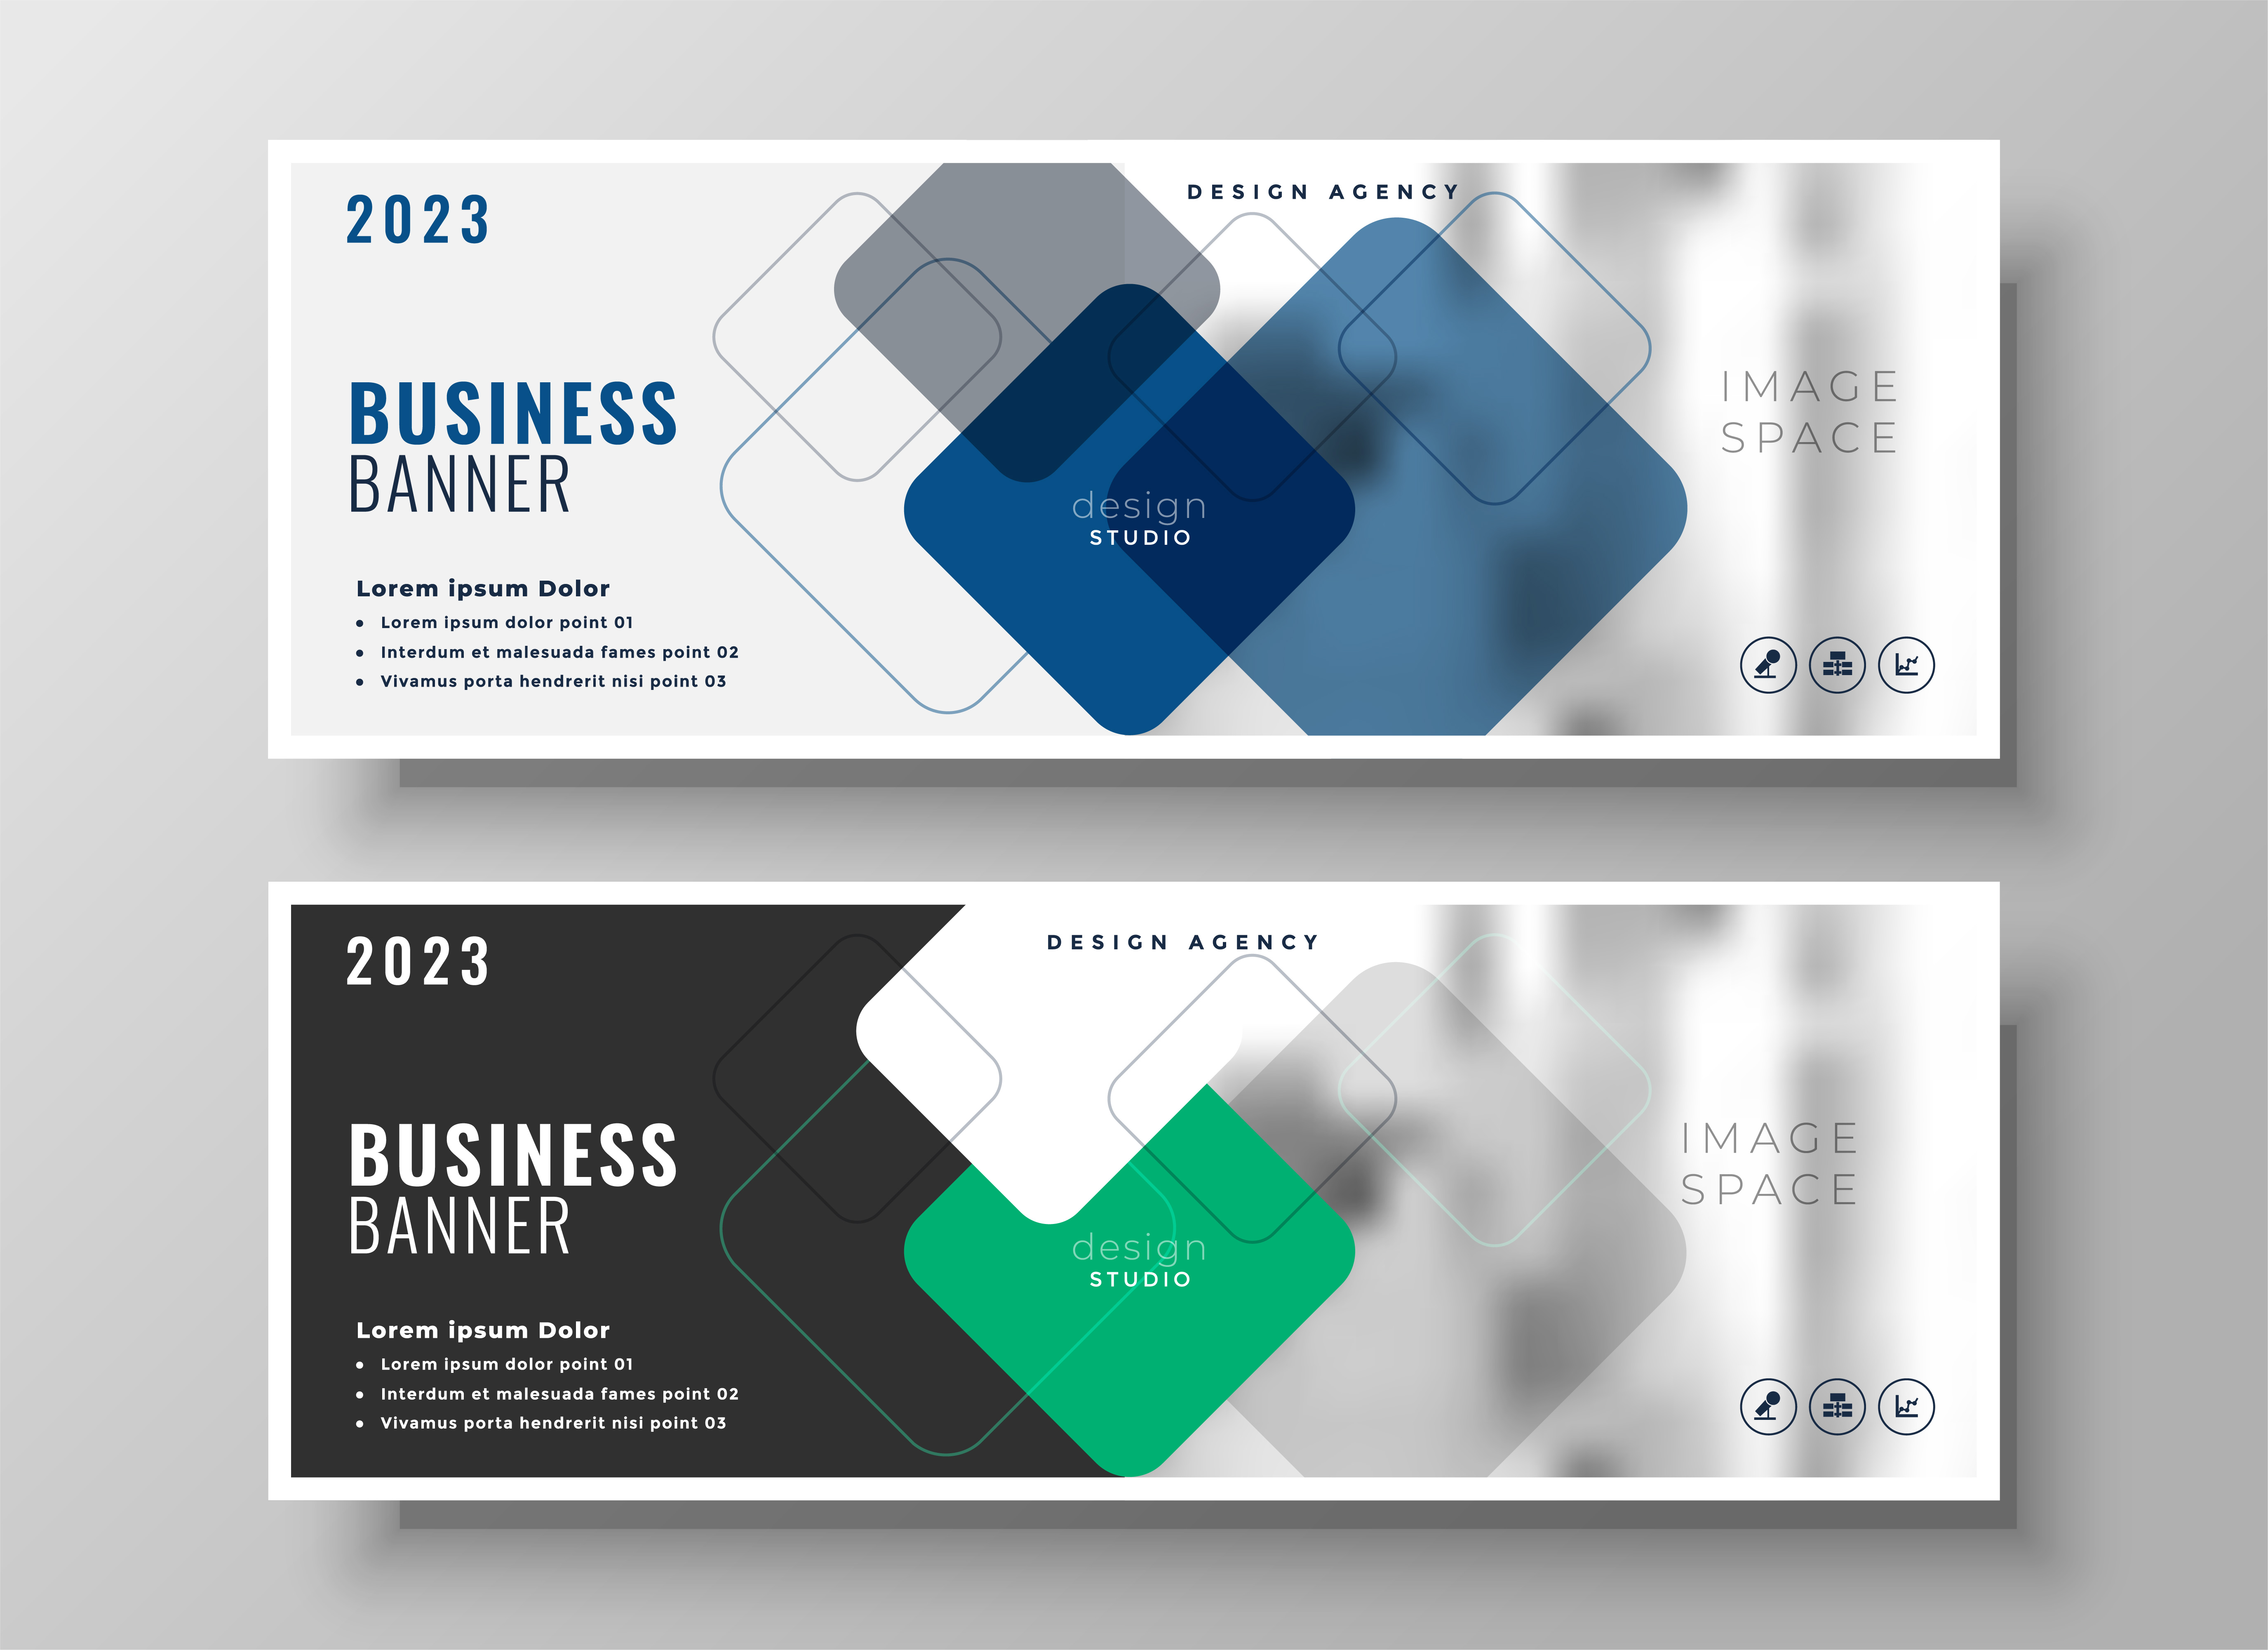 2023
DESIGN AGENCY
BUSINESS
BANNER
IMAGE
SPACE
design
STUDIO
Lorem ipsum Dolor
• Lorem ipsum dolor point 01
• Interdum et malesuada fames point 02
• Vivamus porta hendrerit nisi point 03
2023
DESIGN AGENCY
BUSINESS
BANNER
IMAGE
SPACE
design
STUDIO
Lorem ipsum Dolor
• Lorem ipsum dolor point 01
• Interdum et malesuada fames point 02
• Vivamus porta hendrerit nisi point 03